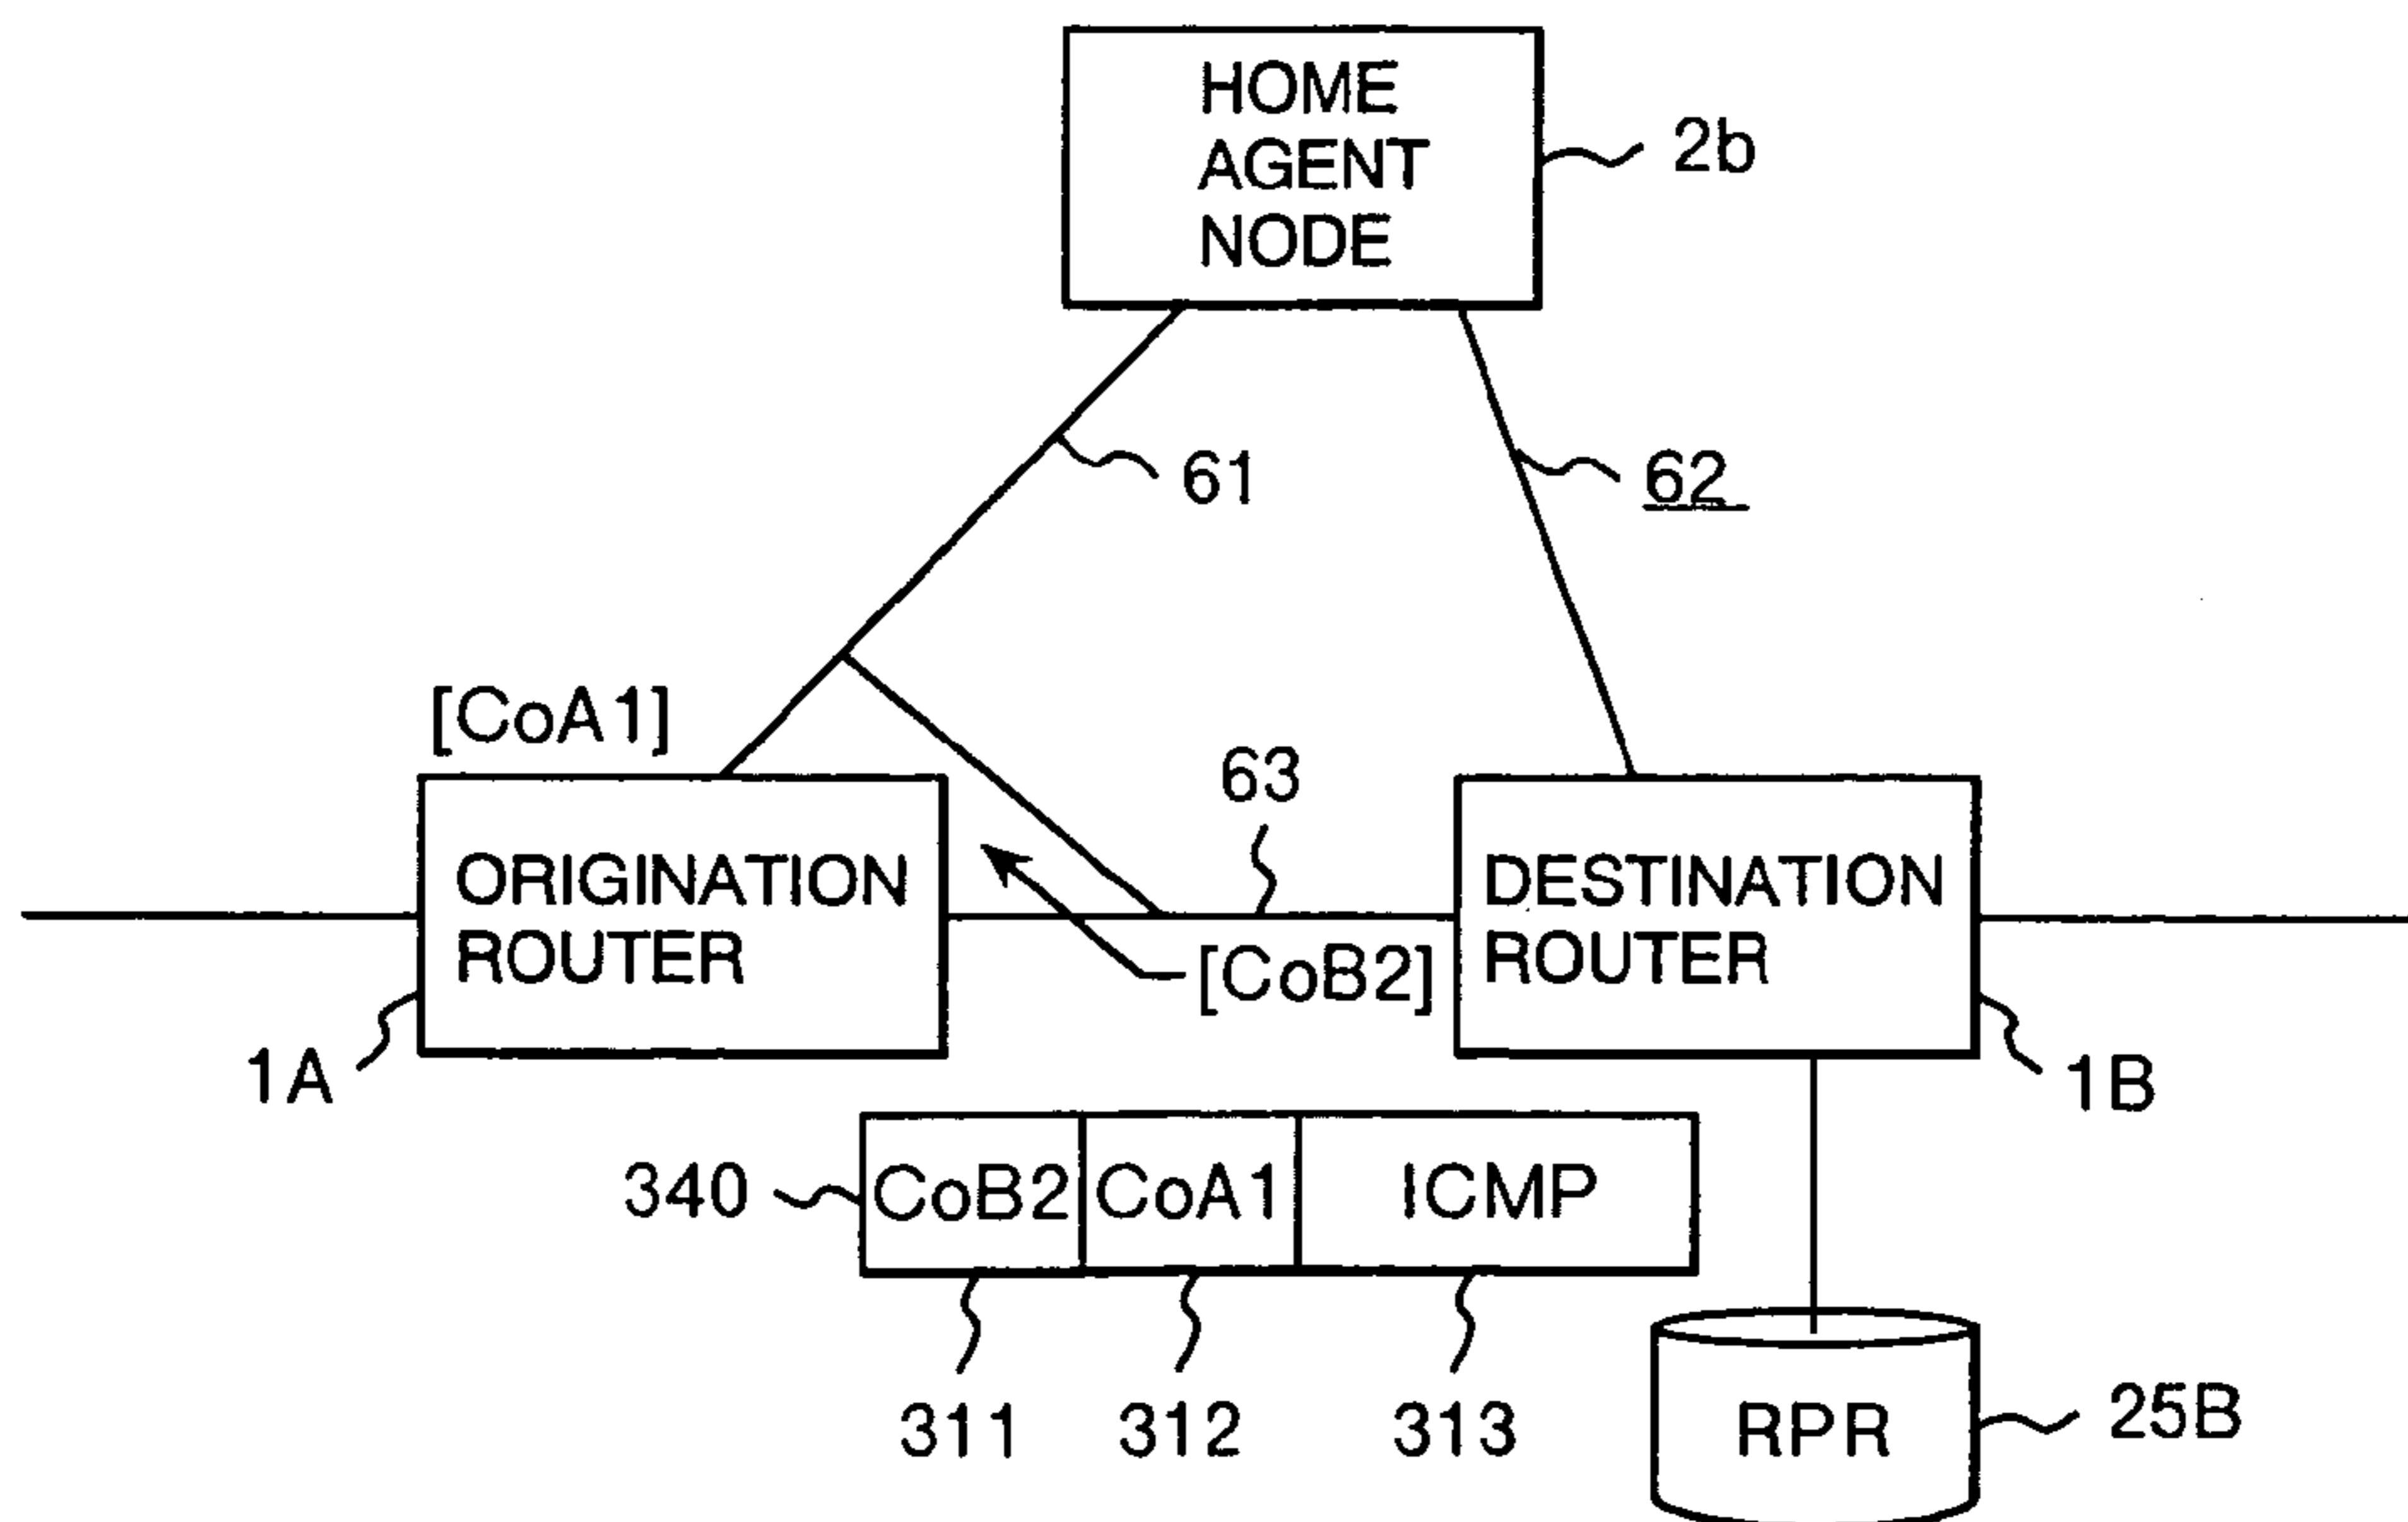 HOME
AGENT
NODE
2b
61
62
[CoA1]
63
ORIGINATION
ROUTER
DESTINATION
ROUTER
[CoB2]
1A
1B
340
CoB2 CoA1 ICMP
311 312 313
RPR
25B